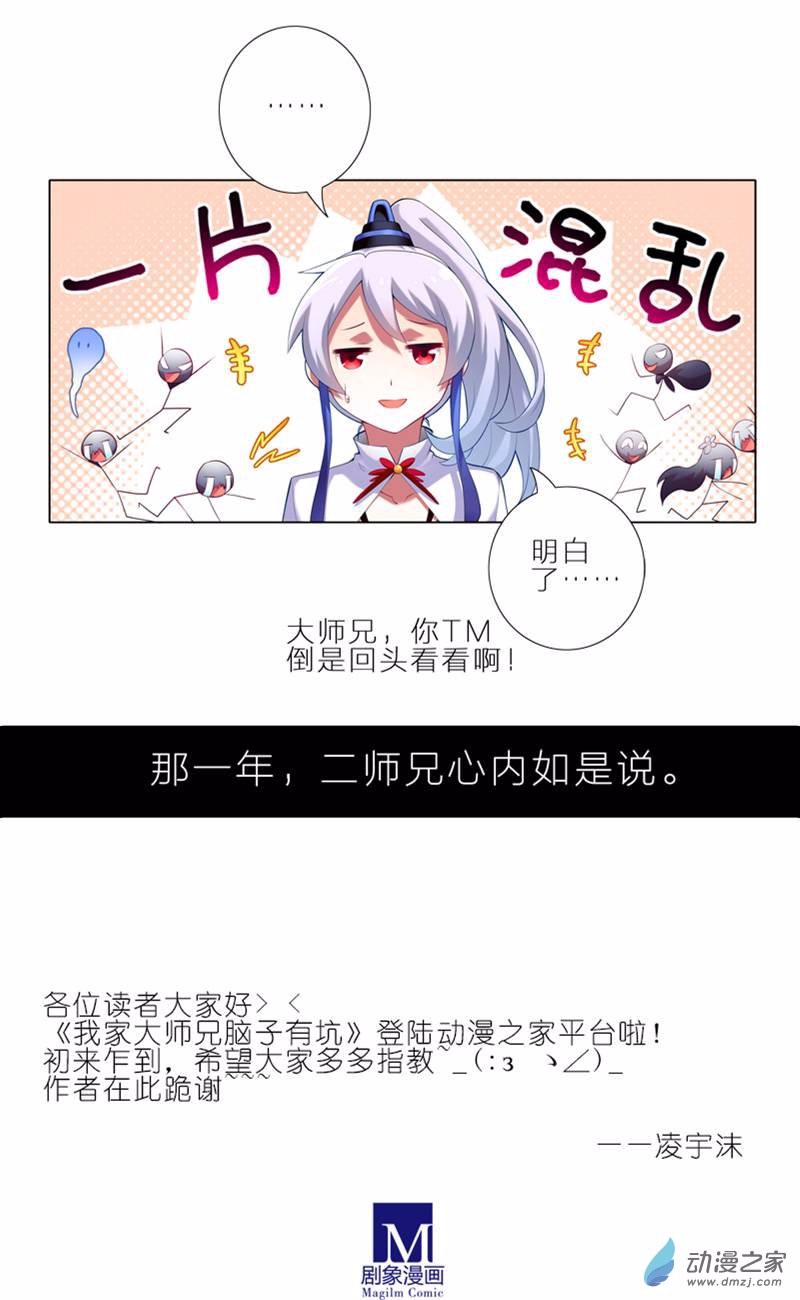 ……
一片混乱
明白
了……
大师兄，你TM
倒是回头看看啊！
那一年，二师兄心内如是说。
各位读者大家好> <
《我家大师兄脑子有坑》登陆动漫之家平台啦！
初来乍到，希望大家多多指教~_(:з ゝ∠)_
作者在此跪谢~~~
——凌宇沫
M
剧象漫画
Magilm Comic
动漫之家
www.dmzj.com